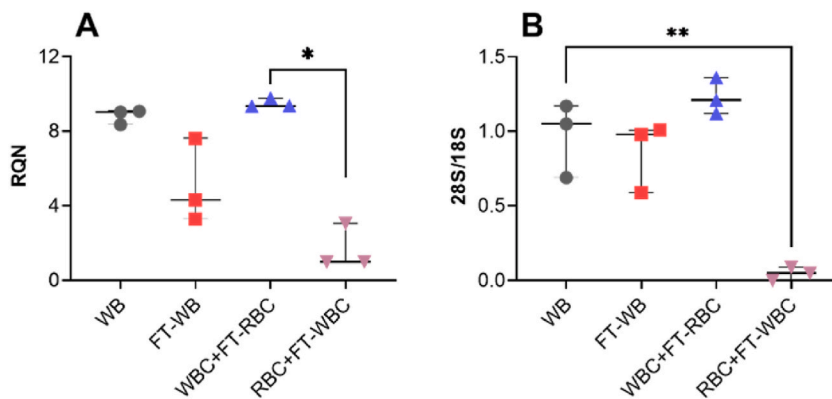 A
*
12
8
4
0
RQN
WB
FT-WB
WBC+FT-RBC
RBC+FT-WBC
B
**
1.5
1.0
0.5
0.0
28S/18S
WB
FT-WB
WBC+FT-RBC
RBC+FT-WBC